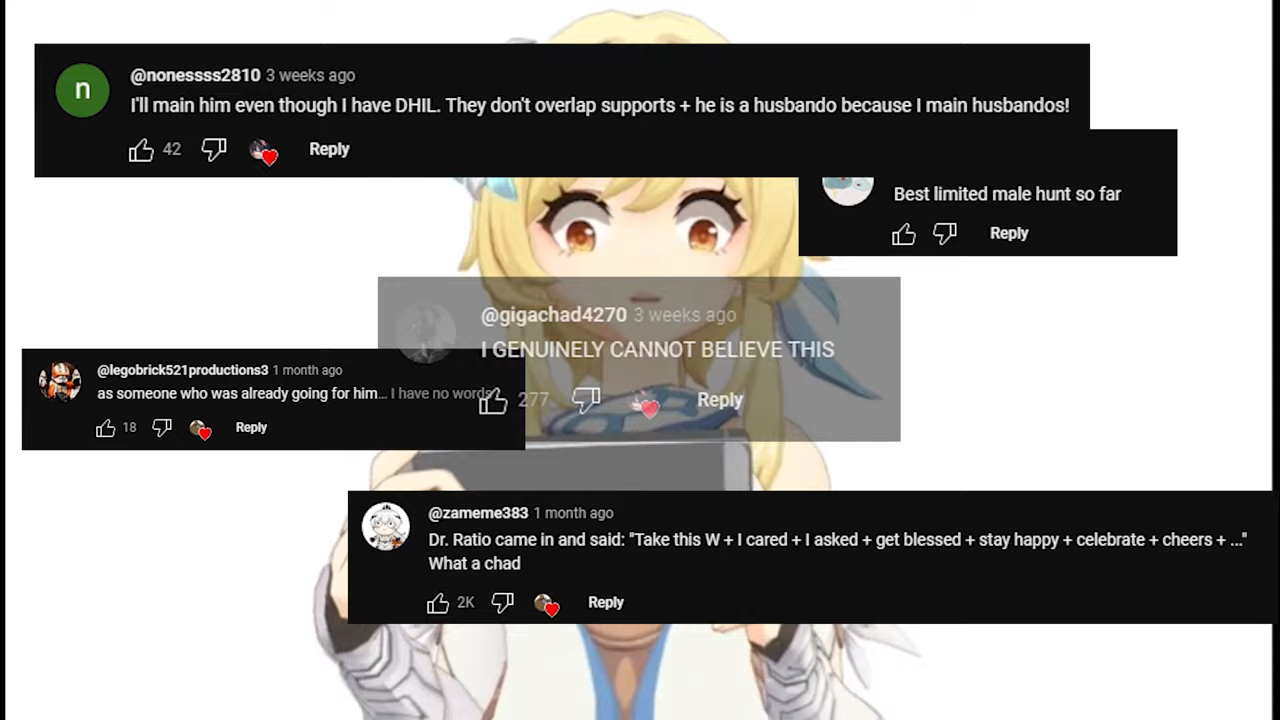 n
@nonessss2810 3 weeks ago
I'll main him even though I have DHIL. They don't overlap supports + he is a husbando because I main husbandos!
42 Reply
Best limited male hunt so far
Reply
@gigachad4270 3 weeks ago
I GENUINELY CANNOT BELIEVE THIS
277 Reply
@legobrick521productions3 1 month ago
as someone who was already going for him... I have no words
18 Reply
@zameme383 1 month ago
Dr. Ratio came in and said: "Take this W + I cared + I asked + get blessed + stay happy + celebrate + cheers + ..."
What a chad
2K Reply